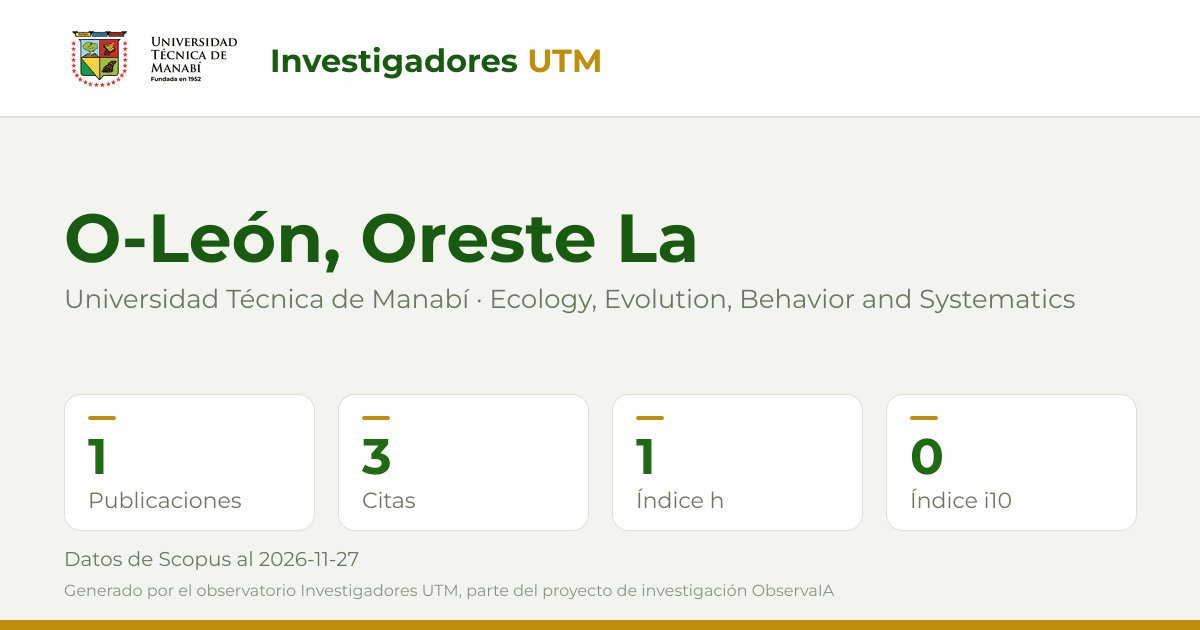 UNIVERSIDAD
TÉCNICA DE
MANABÍ
Fundada en 1952
Investigadores UTM
O-León, Oreste La
Universidad Técnica de Manabí · Ecology, Evolution, Behavior and Systematics
1
Publicaciones
3
Citas
1
Índice h
0
Índice i10
Datos de Scopus al 2026-11-27
Generado por el observatorio Investigadores UTM, parte del proyecto de investigación ObservaIA